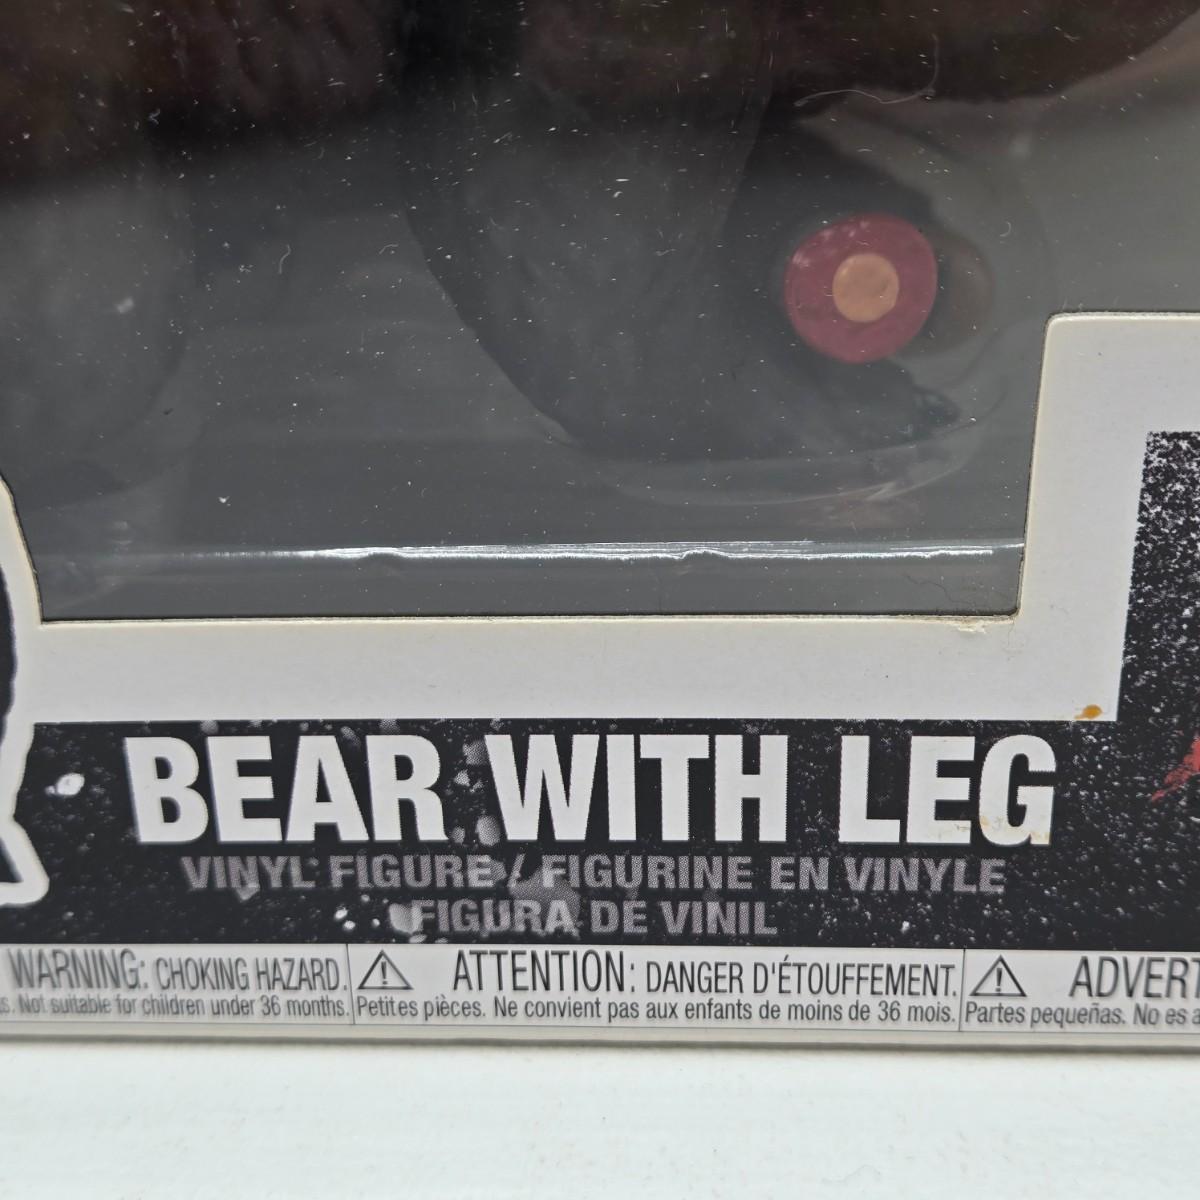 BEAR WITH LEG
VINYL FIGURE / FIGURINE EN VINYLE
FIGURA DE VINIL
WARNING: CHOKING HAZARD.
s. Not suitable for children under 36 months.
ATTENTION: DANGER D'ÉTOUFFEMENT.
Petites pièces. Ne convient pas aux enfants de moins de 36 mois.
ADVERT
Partes pequeñas. No es a